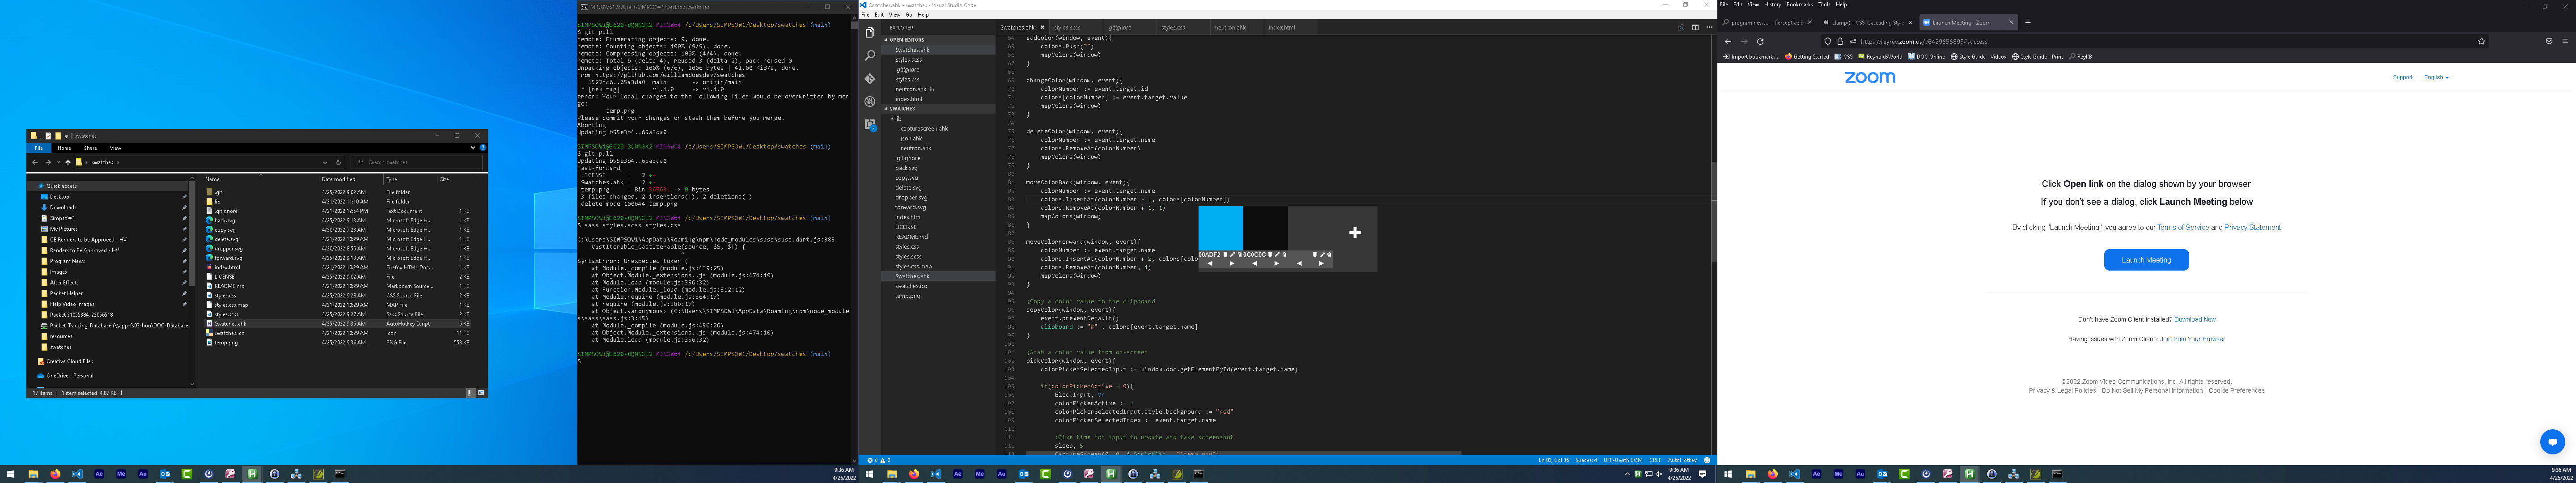 swatches
File
Home
Share
View
swatches
Search swatches
Quick access
Desktop
Downloads
SimpsoW1
My Pictures
CE Renders to be Approved - HV
Renders to Be Approved - HV
Program News
Images
After Effects
Packet Helper
Help Video Images
Packet 21055384, 22056518
Packet_Tracking_Database (\\app-fs03-hou\DOC-Database
resources
swatches
Creative Cloud Files
OneDrive - Personal
Name Date modified Type Size
.git 4/25/2022 9:02 AM File folder
lib 4/21/2022 11:10 AM File folder
.gitignore 4/21/2022 12:54 PM Text Document 1 KB
back.svg 4/25/2022 9:13 AM Microsoft Edge H... 1 KB
copy.svg 4/20/2022 7:23 AM Microsoft Edge H... 1 KB
delete.svg 4/21/2022 10:29 AM Microsoft Edge H... 1 KB
dropper.svg 4/20/2022 8:55 AM Microsoft Edge H... 1 KB
forward.svg 4/25/2022 9:13 AM Microsoft Edge H... 1 KB
index.html 4/21/2022 10:29 AM Firefox HTML Doc... 1 KB
LICENSE 4/25/2022 9:02 AM File 2 KB
README.md 4/21/2022 10:29 AM Markdown Source... 1 KB
styles.css 4/25/2022 9:28 AM CSS Source File 2 KB
styles.css.map 4/21/2022 10:29 AM MAP File 1 KB
styles.scss 4/25/2022 9:27 AM Sass Source File 2 KB
Swatches.ahk 4/25/2022 9:35 AM AutoHotkey Script 5 KB
swatches.ico 4/21/2022 10:29 AM Icon 11 KB
temp.png 4/25/2022 9:36 AM PNG File 553 KB
17 items 1 item selected 4.87 KB
MINGW64:/c/Users/SIMPSOW1/Desktop/swatches
$ git pull
remote: Enumerating objects: 9, done.
remote: Counting objects: 100% (9/9), done.
remote: Compressing objects: 100% (4/4), done.
remote: Total 6 (delta 4), reused 3 (delta 2), pack-reused 0
Unpacking objects: 100% (6/6), 1006 bytes | 41.00 KiB/s, done.
From https://github.com/williamdoesdev/swatches
1522fc6..65a3da0 main -> origin/main
* [new tag] v1.1.0 -> v1.1.0
error: Your local changes to the following files would be overwritten by mer
ge:
temp.png
Please commit your changes or stash them before you merge.
Aborting
Updating b55e3b4..65a3da0
$ git pull
Updating b55e3b4..65a3da0
Fast-forward
LICENSE | 2 +-
Swatches.ahk | 2 +-
temp.png | Bin 565611 -> 0 bytes
3 files changed, 2 insertions(+), 2 deletions(-)
delete mode 100644 temp.png
$ sass styles.scss styles.css
C:\Users\SIMPSOW1\AppData\Roaming\npm\node_modules\sass\sass.dart.js:305
CastIterable_CastIterable(source, $S, $T) {
^
SyntaxError: Unexpected token (
at Module._compile (module.js:439:25)
at Object.Module._extensions..js (module.js:474:10)
at Module.load (module.js:356:32)
at Function.Module._load (module.js:312:12)
at Module.require (module.js:364:17)
at require (module.js:380:17)
at Object.<anonymous> (C:\Users\SIMPSOW1\AppData\Roaming\npm\node_module
s\sass\sass.js:3:15)
at Module._compile (module.js:456:26)
at Object.Module._extensions..js (module.js:474:10)
at Module.load (module.js:356:32)
$
Swatches.ahk - swatches - Visual Studio Code
File Edit View Go Help
EXPLORER
OPEN EDITORS
Swatches.ahk
styles.scss
.gitignore
styles.css
neutron.ahk lib
index.html
SWATCHES
lib
capturescreen.ahk
json.ahk
neutron.ahk
.gitignore
back.svg
copy.svg
delete.svg
dropper.svg
forward.svg
index.html
LICENSE
README.md
styles.css
styles.scss
styles.css.map
Swatches.ahk
swatches.ico
temp.png
Swatches.ahk styles.scss .gitignore styles.css neutron.ahk index.html
addColor(window, event){
colors.Push("")
mapColors(window)
}
changeColor(window, event){
colorNumber := event.target.id
colors[colorNumber] := event.target.value
mapColors(window)
}
deleteColor(window, event){
colorNumber := event.target.name
colors.RemoveAt(colorNumber)
mapColors(window)
}
moveColorBack(window, event){
colorNumber := event.target.name
colors.InsertAt(colorNumber - 1, colors[colorNumber])
colors.RemoveAt(colorNumber + 1, 1)
mapColors(window)
}
moveColorForward(window, event){
colorNumber := event.target.name
colors.InsertAt(colorNumber + 2, colors[colo
colors.RemoveAt(colorNumber, 1)
mapColors(window)
}
;Copy a color value to the clipboard
copyColor(window, event){
event.preventDefault()
clipboard := "#" . colors[event.target.name]
}
;Grab a color value from on-screen
pickColor(window, event){
colorPickerSelectedInput := window.doc.getElementById(event.target.name)
if(colorPickerActive = 0){
BlockInput, On
colorPickerActive := 1
colorPickerSelectedInput.style.background := "red"
colorPickerSelectedIndex := event.target.name
;Give time for input to update and take screenshot
sleep, 5
00ADF2 0C0C0C
0 0
Ln 83, Col 36 Spaces: 4 UTF-8 with BOM CRLF AutoHotkey
File Edit View History Bookmarks Tools Help
program news... - Perceptive
clamp() - CSS: Cascading Styl
Launch Meeting - Zoom
https://reyrey.zoom.us/j/6429656893#success
Import bookmarks... Getting Started CSS ReynoldsWorld DOC Online Style Guide - Videos Style Guide - Print ReyKB
zoom
Support English
Click Open link on the dialog shown by your browser
If you don't see a dialog, click Launch Meeting below
By clicking "Launch Meeting", you agree to our Terms of Service and Privacy Statement
Launch Meeting
Don't have Zoom Client installed? Download Now
Having issues with Zoom Client? Join from Your Browser
©2022 Zoom Video Communications, Inc. All rights reserved.
Privacy & Legal Policies | Do Not Sell My Personal Information | Cookie Preferences
9:36 AM
4/25/2022
9:36 AM
4/25/2022
9:36 AM
4/25/2022